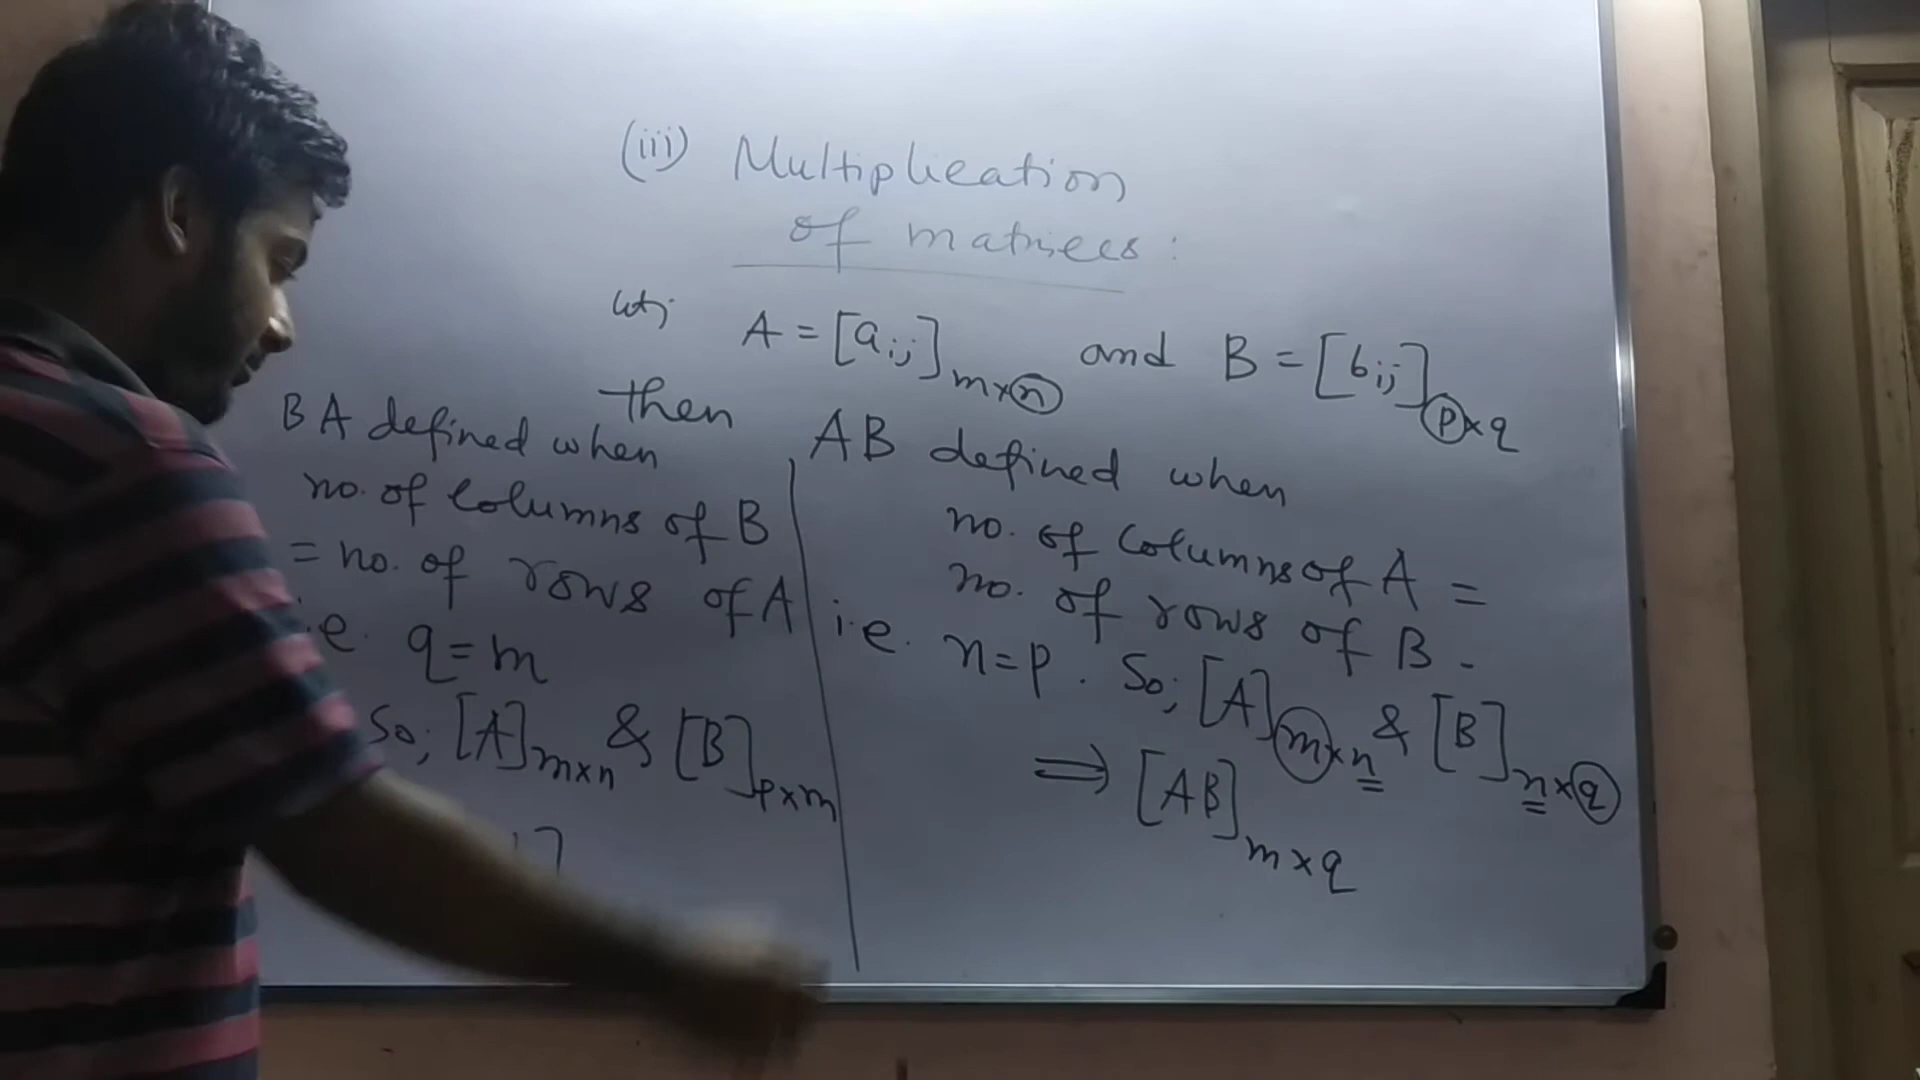 (iii) Multiplication
of matrices :
let; A = [aij]m×n and B = [bij]p×q
then AB defined when
no. of columns of A =
no. of rows of B.
i.e. n=p. So; [A]m×n & [B]n×q
⇒ [AB]m×q
BA defined when
no. of columns of B
= no. of rows of A
i.e. q=m
So; [A]m×n & [B]p×m